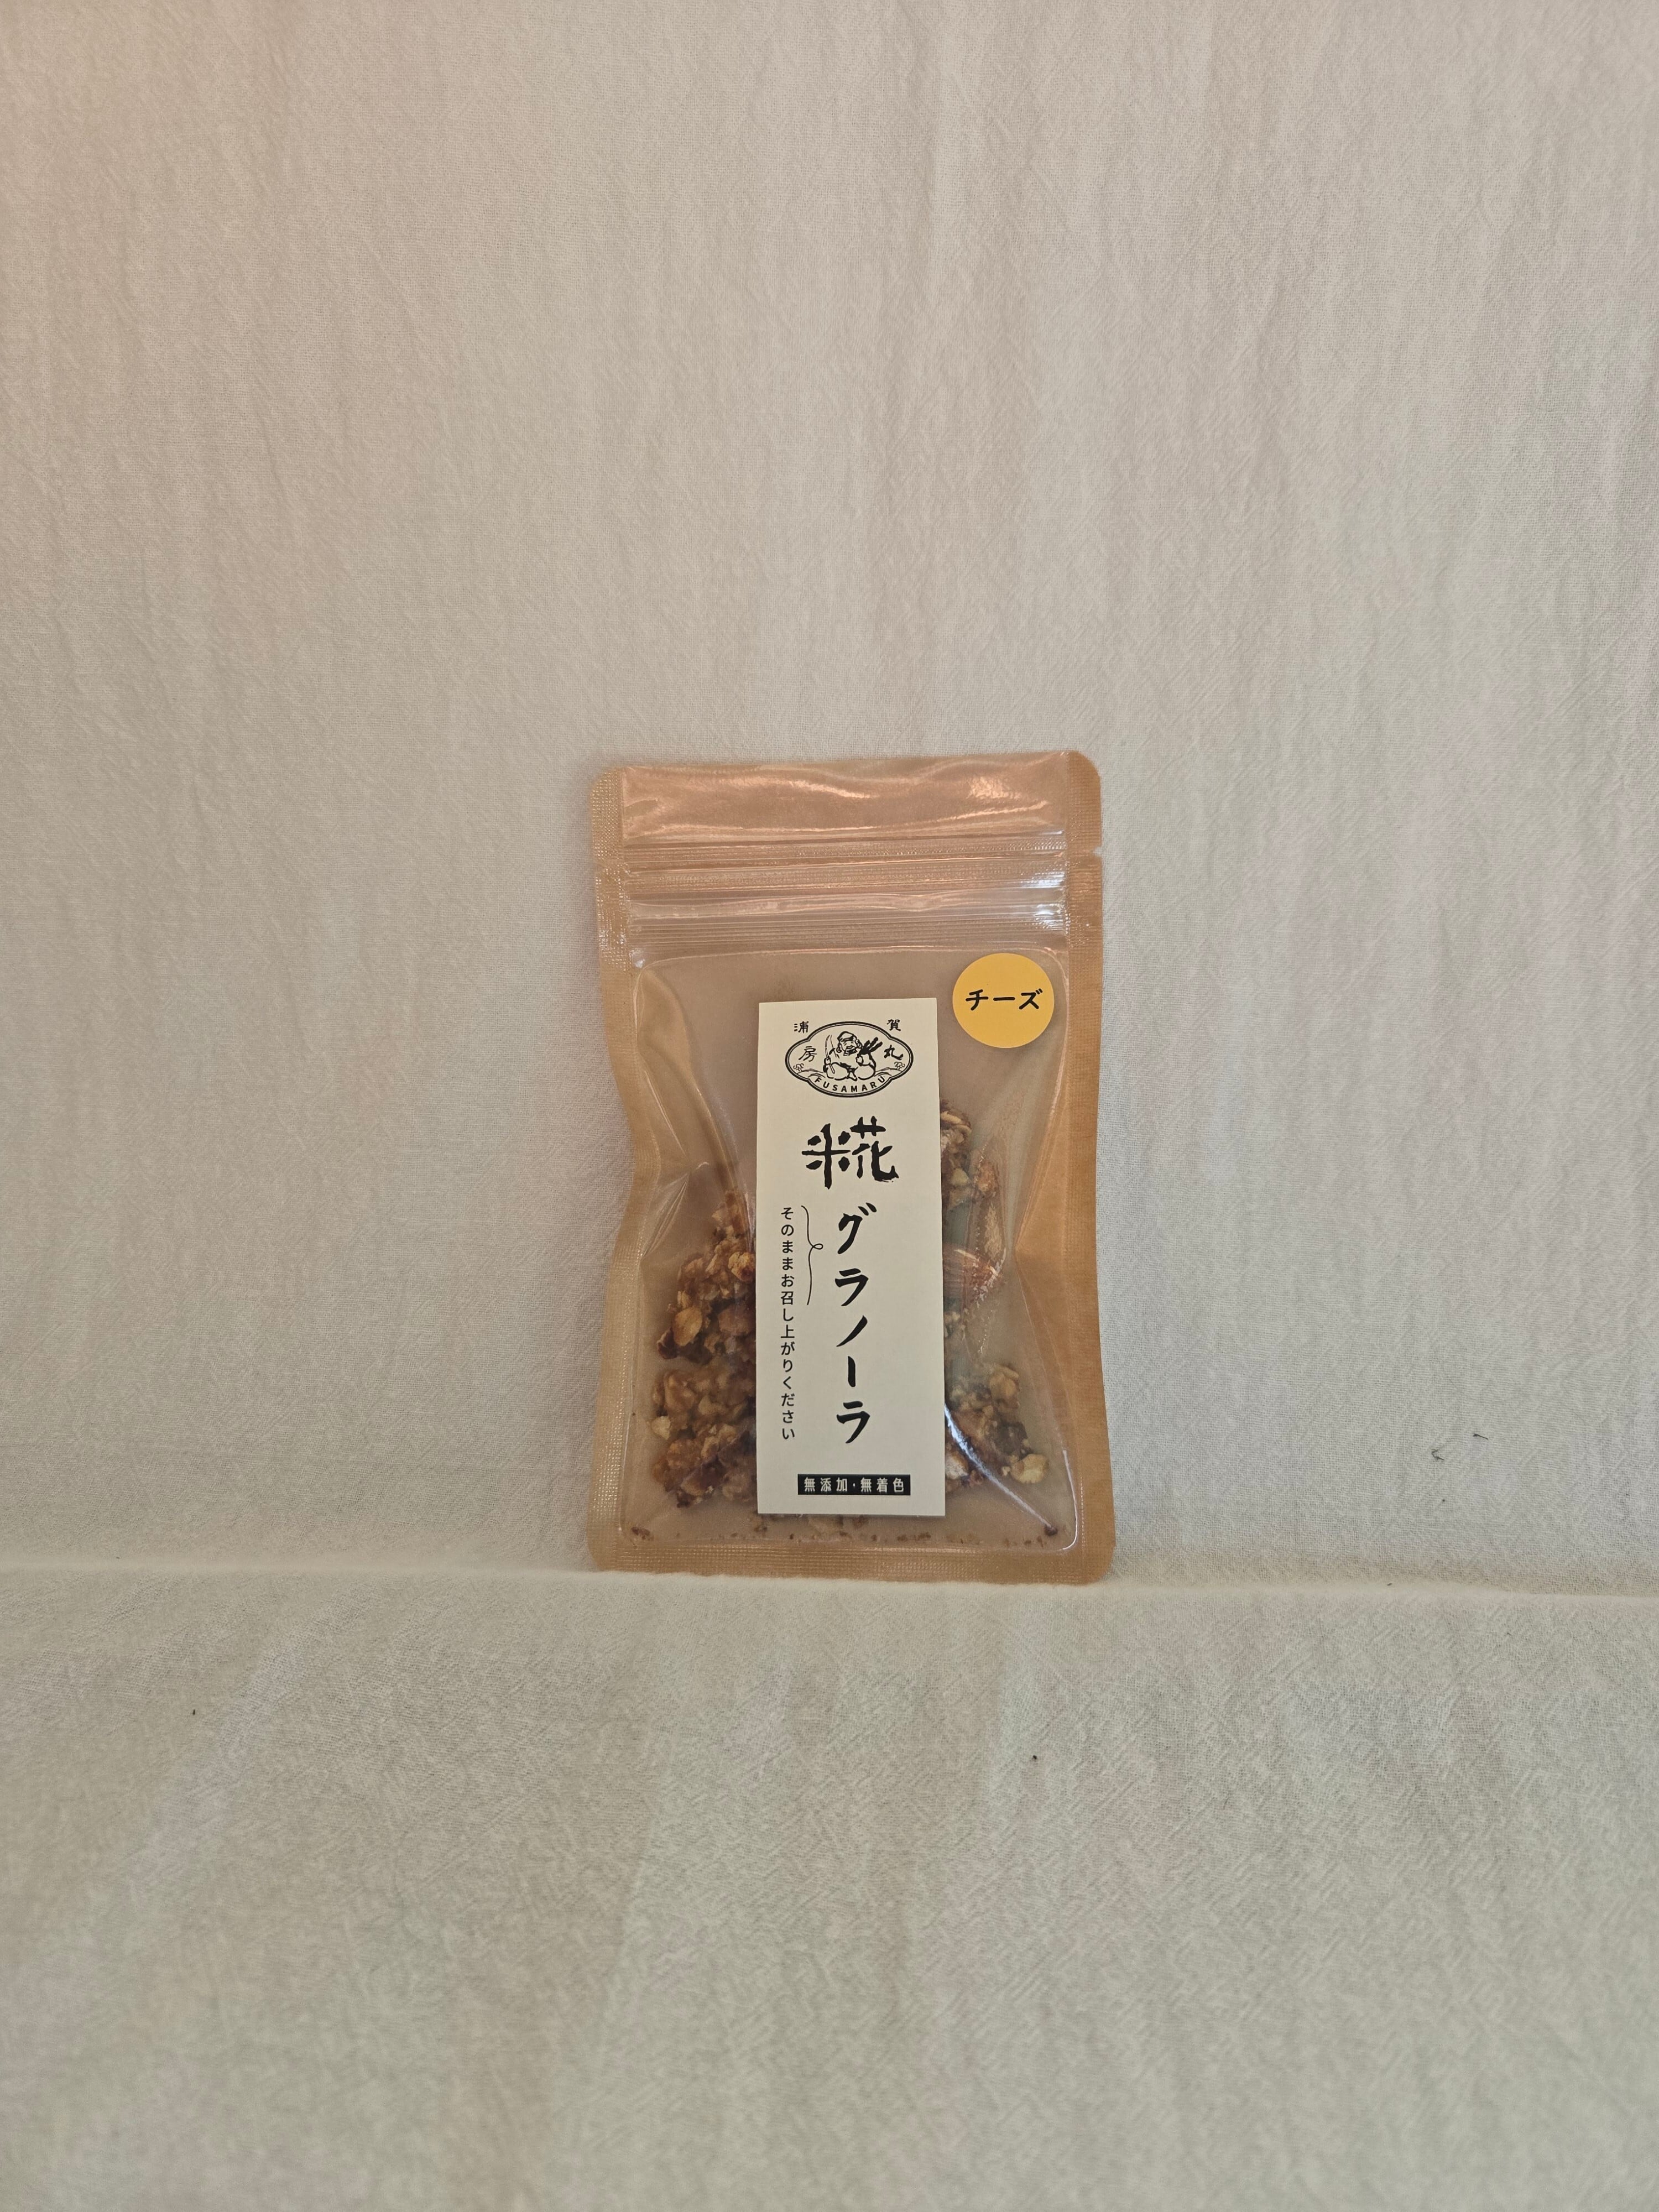 チーズ
浦賀
房丸
FUSAMARU
糀グラノーラ
そのままお召し上がりください
無添加・無着色